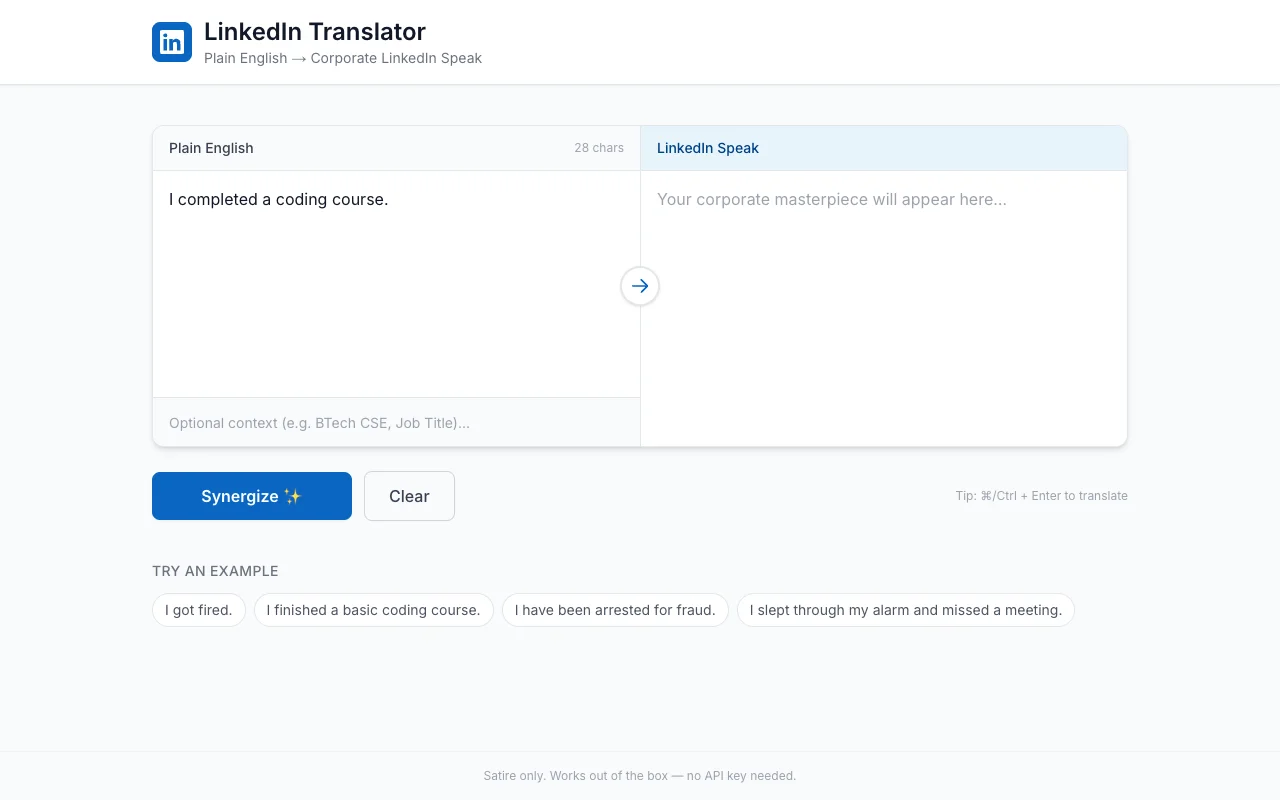 LinkedIn Translator
Plain English → Corporate LinkedIn Speak
Plain English
28 chars
LinkedIn Speak
I completed a coding course.
Your corporate masterpiece will appear here...
Optional context (e.g. BTech CSE, Job Title)...
Synergize ✨
Clear
Tip: ⌘/Ctrl + Enter to translate
TRY AN EXAMPLE
I got fired.
I finished a basic coding course.
I have been arrested for fraud.
I slept through my alarm and missed a meeting.
Satire only. Works out of the box — no API key needed.